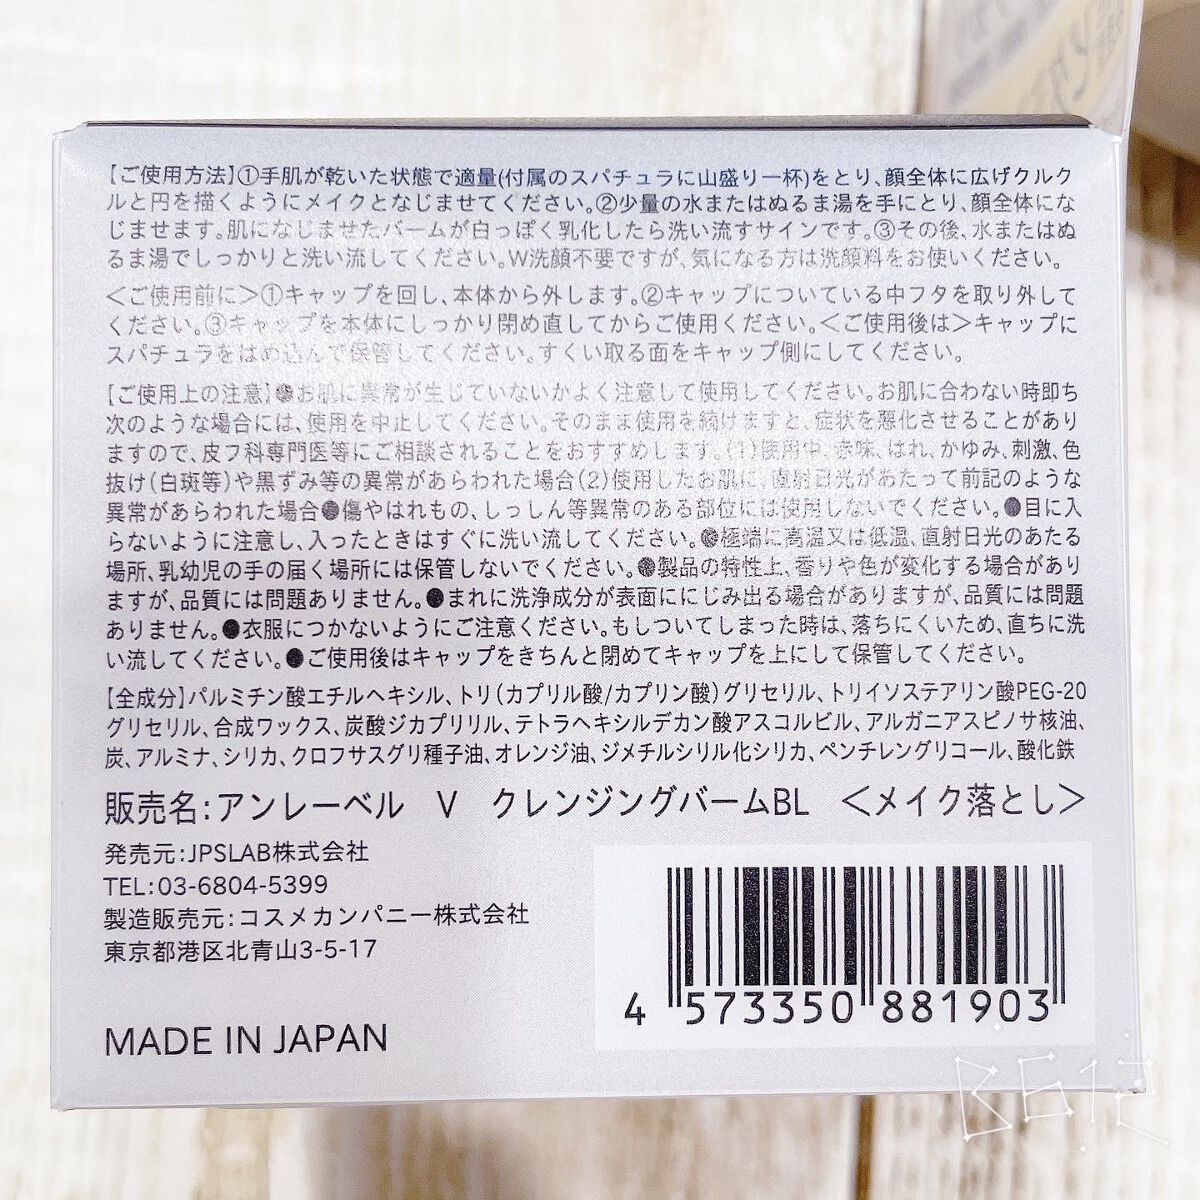 【ご使用方法】①手肌が乾いた状態で適量(付属のスパチュラに山盛り一杯)をとり、顔全体に広げクルク
ルと円を描くようにメイクとなじませてください。②少量の水またはぬるま湯を手にとり、顔全体にな
じませます。肌になじませたバームが白っぽく乳化したら洗い流すサインです。③その後、水またはぬ
るま湯でしっかりと洗い流してください。W洗顔不要ですが、気になる方は洗顔料をお使いください。
＜ご使用前に＞①キャップを回し、本体から外します。②キャップについている中フタを取り外して
ください。③キャップを本体にしっかり閉め直してからご使用ください。＜ご使用後は＞キャップに
スパチュラをはめ込んで保管してください。すくい取る面をキャップ側にしてください。
【ご使用上の注意】●お肌に異常が生じていないかよく注意して使用してください。お肌に合わない時即ち
次のような場合には、使用を中止してください。そのまま使用を続けますと、症状を悪化させることがあり
ますので、皮フ科専門医等にご相談されることをおすすめします。(1)使用中、赤味、はれ、かゆみ、刺激、色
抜け(白斑等)や黒ずみ等の異常があらわれた場合(2)使用したお肌に、直射日光があたって前記のような
異常があらわれた場合●傷やはれもの、しっしん等異常のある部位には使用しないでください。●目に入
らないように注意し、入ったときはすぐに洗い流してください。●極端に高温又は低温、直射日光のあたる
場所、乳幼児の手の届く場所には保管しないでください。●製品の特性上、香りや色が変化する場合があり
ますが、品質には問題ありません。●まれに洗浄成分が表面ににじみ出る場合がありますが、品質には問題
ありません。●衣服につかないようにご注意ください。もしついてしまった時は、落ちにくいため、直ちに洗
い流してください。●ご使用後はキャップをきちんと閉めてキャップを上にして保管してください。
【全成分】パルミチン酸エチルヘキシル、トリ(カプリル酸/カプリン酸)グリセリル、トリイソステアリン酸PEG-20
グリセリル、合成ワックス、炭酸ジカプリリル、テトラヘキシルデカン酸アスコルビル、アルガニアスピノサ核油、
炭、アルミナ、シリカ、クロフサスグリ種子油、オレンジ油、ジメチルシリル化シリカ、ペンチレングリコール、酸化鉄
販売名：アンレーベル V クレンジングバームBL ＜メイク落とし＞
発売元：JPSLAB株式会社
TEL：03-6804-5399
製造販売元：コスメカンパニー株式会社
東京都港区北青山3-5-17
MADE IN JAPAN
4 573350 881903
B612